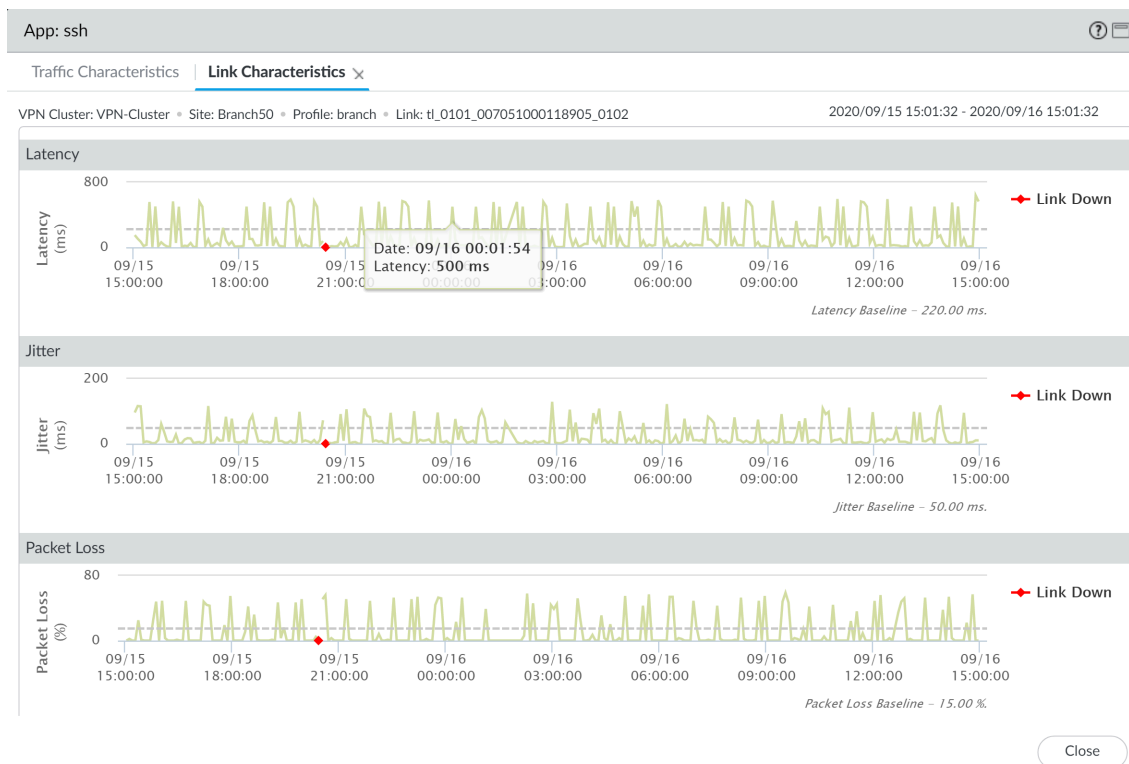 App: ssh
Traffic Characteristics Link Characteristics
VPN Cluster: VPN-Cluster • Site: Branch50 • Profile: branch • Link: tl_0101_007051000118905_0102 2020/09/15 15:01:32 - 2020/09/16 15:01:32
Latency
Latency
(ms)
800
0
Link Down
Date: 09/16 00:01:54
Latency: 500 ms
09/15 09/15 09/15 09/16 09/16 09/16 09/16 09/16
15:00:00 18:00:00 21:00:00 00:00:00 03:00:00 06:00:00 09:00:00 12:00:00 15:00:00
Latency Baseline – 220.00 ms.
Jitter
Jitter
(ms)
200
0
Link Down
09/15 09/15 09/15 09/16 09/16 09/16 09/16 09/16 09/16
15:00:00 18:00:00 21:00:00 00:00:00 03:00:00 06:00:00 09:00:00 12:00:00 15:00:00
Jitter Baseline – 50.00 ms.
Packet Loss
Packet Loss
(%)
80
0
Link Down
09/15 09/15 09/15 09/16 09/16 09/16 09/16 09/16 09/16
15:00:00 18:00:00 21:00:00 00:00:00 03:00:00 06:00:00 09:00:00 12:00:00 15:00:00
Packet Loss Baseline – 15.00 %.
Close